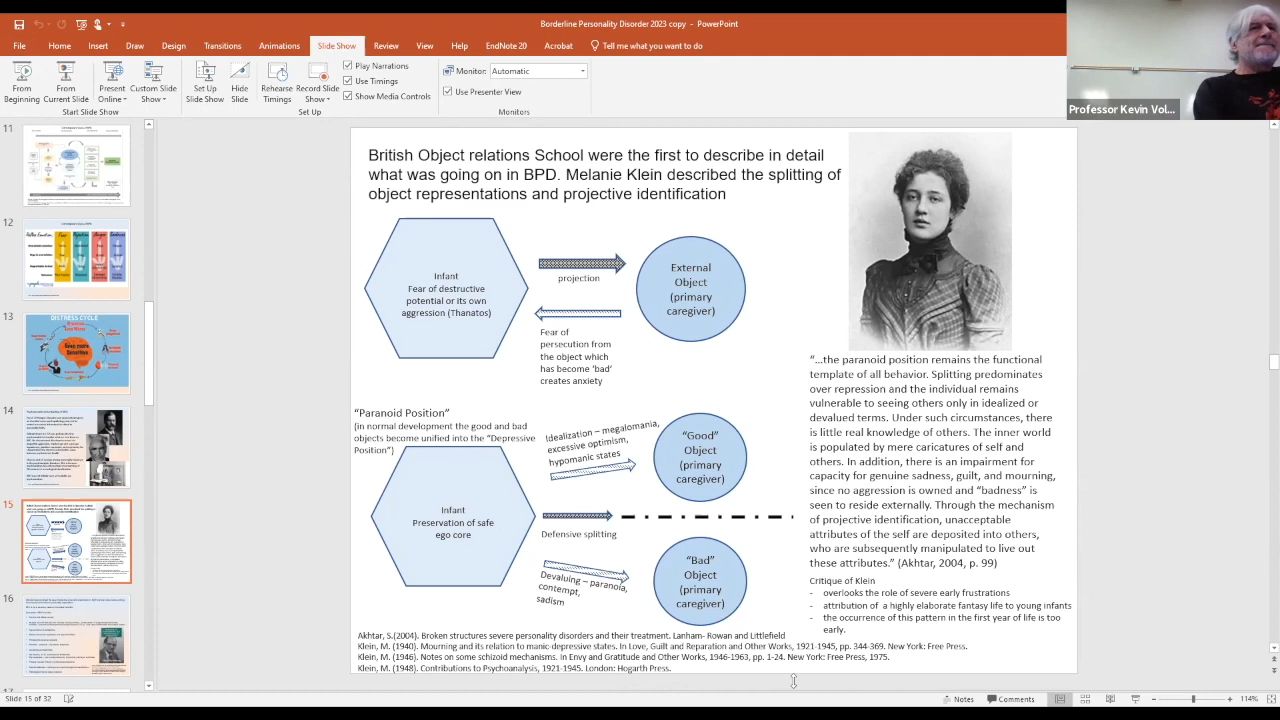 Borderline Personality Disorder 2023 copy - PowerPoint
File Home Insert Draw Design Transitions Animations Slide Show Review View Help EndNote 20 Acrobat Tell me what you want to do
From Beginning
From Current Slide
Present Online
Custom Slide Show
Start Slide Show
Set Up Slide Show
Hide Slide
Rehearse Timings
Record Slide Show
Play Narrations
Use Timings
Show Media Controls
Set Up
Monitor: Automatic
Use Presenter View
Monitors
Professor Kevin Vol...
11
12
13
DISTRESS CYCLE
14
15
16
British Object relations School were the first to describe in detail
what was going on in BPD. Melanie Klein described the splitting of
object representations and projective identification
Infant
Fear of destructive
potential or its own
aggression (Thanatos)
projection
Fear of
persecution from
the object which
has become 'bad'
creates anxiety
External
Object
(primary
caregiver)
"Paranoid Position"
(in normal development the good and bad
objects become unified into the "Depressive
Position")
Infant
Preservation of safe
ego core
Idealization – megalomania,
excessive optimism,
hypomanic states
Defensive splitting
Devaluing – paranoia,
contempt,
sadism
"Good"
Object
(primary
caregiver)
"Bad"
Object
(primary
caregiver)
"...the paranoid position remains the functional
template of all behavior. Splitting predominates
over repression and the individual remains
vulnerable to seeing others only in idealized or
devalued terms. Under such circumstances, there
is little real knowledge of others. The inner world
is populated by mere caricatures of self and
others. In addition, there is an impairment for
capacity for genuine sadness, guilt, and mourning,
since no aggression is owned and "badness" is
seen to reside externally. Through the mechanism
of projective identification, unacceptable
attributes of th self are deposited into others,
who are subsequently manipulated to live out
these attributes." (Akhtar, 2004, p. 99)
Critique of Klein
- overlooks the role of severe early frustrations
- attribution of a highly elaborate fantasy life to young infants
- the occurrence of this pattern in the first year of life is too
early.
Akhtar, S.(2004). Broken structures severe personality disorders and their treatment. Lanham- Rowan and Littlefield
Klein, M. (1940). Mourning and its relation to manic depressive states. In Love, Guilt and Reparation and Other Works, 1921-1945, pp. 344-369. New York: Free Press.
Klein, M. (1946). Notes on some schizoid mechanisms. In Envy and Gratitude and Other Works, 1946-1963, pp. 1-24. New York: Free Press, 1975.
Klein, M. (1948). Contributions to Psychoanalysis, 1921-1945. London: Hogarth Press.
Slide 15 of 32
Notes Comments 114%